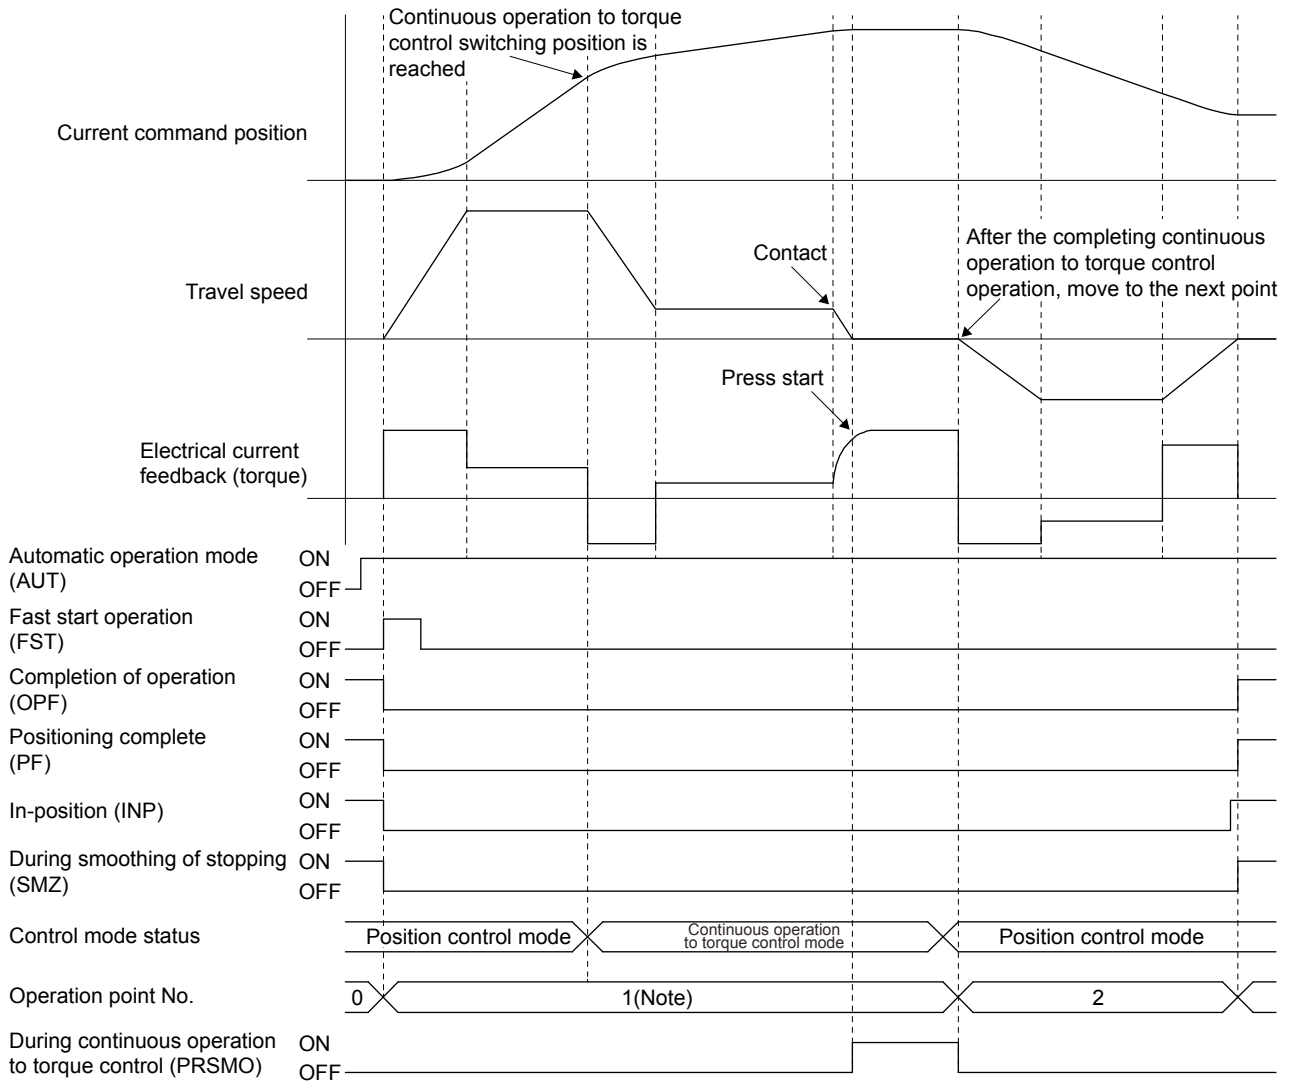 Continuous operation to torque
control switching position is
reached
Current command position
Travel speed
Contact
After the completing continuous
operation to torque control
operation, move to the next point
Press start
Electrical current
feedback (torque)
Automatic operation mode
(AUT)
ON
OFF
Fast start operation
(FST)
ON
OFF
Completion of operation
(OPF)
ON
OFF
Positioning complete
(PF)
ON
OFF
In-position (INP)
ON
OFF
During smoothing of stopping
(SMZ)
ON
OFF
Control mode status
Position control mode
Continuous operation
to torque control mode
Position control mode
Operation point No.
0
1(Note)
2
During continuous operation
to torque control (PRSMO)
ON
OFF